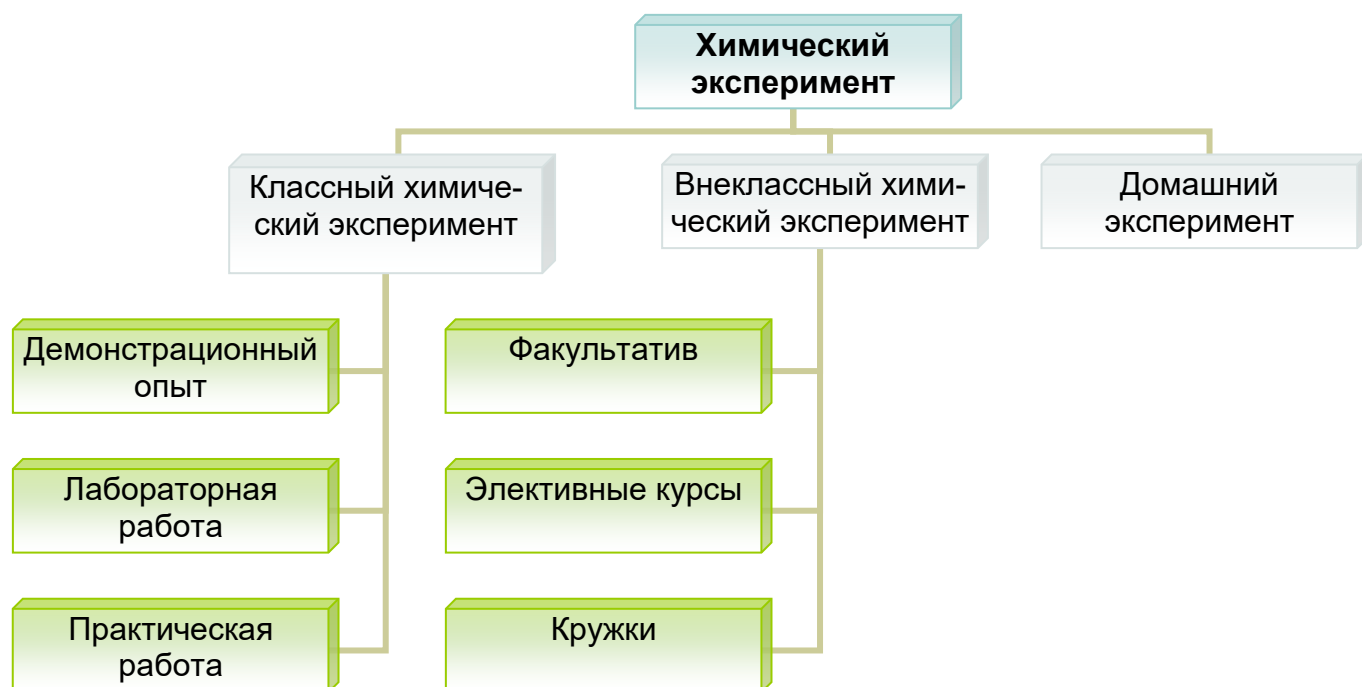 Химический
эксперимент
Классный химиче-
ский эксперимент
Внеклассный хими-
ческий эксперимент
Домашний
эксперимент
Демонстрационный
опыт
Факультатив
Лабораторная
работа
Элективные курсы
Практическая
работа
Кружки